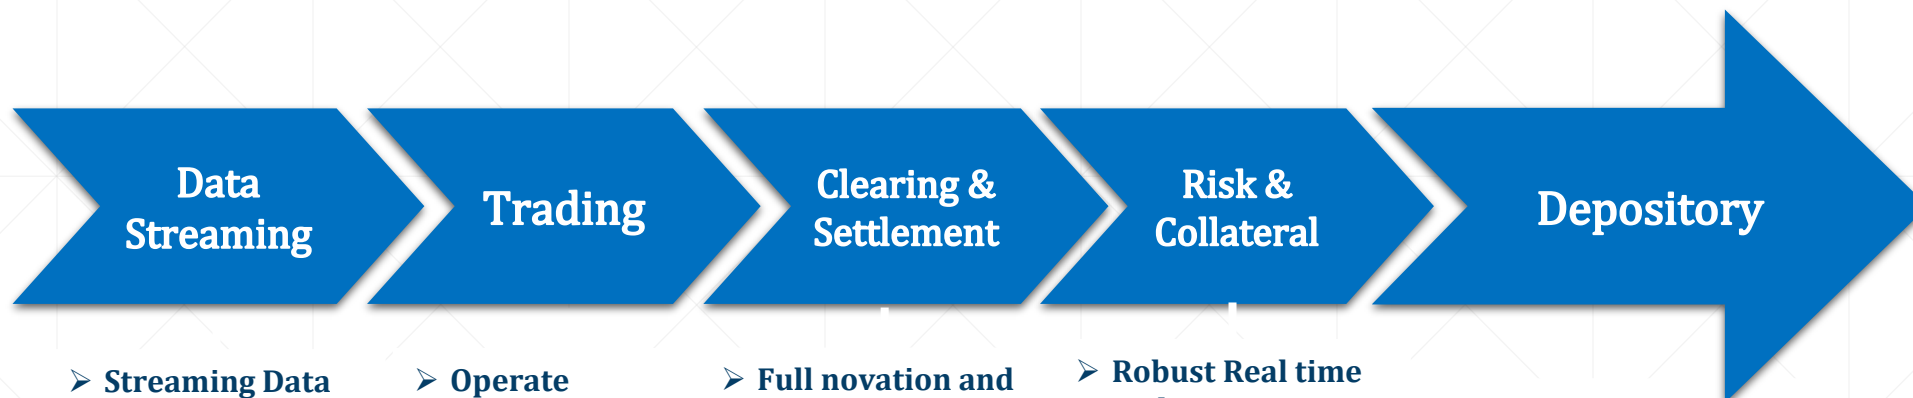 Data
Streaming
Trading
Clearing &
Settlement
Risk &
Collateral
Depository
➢ Streaming Data
➢ Operate
➢ Full novation and
➢ Robust Real time